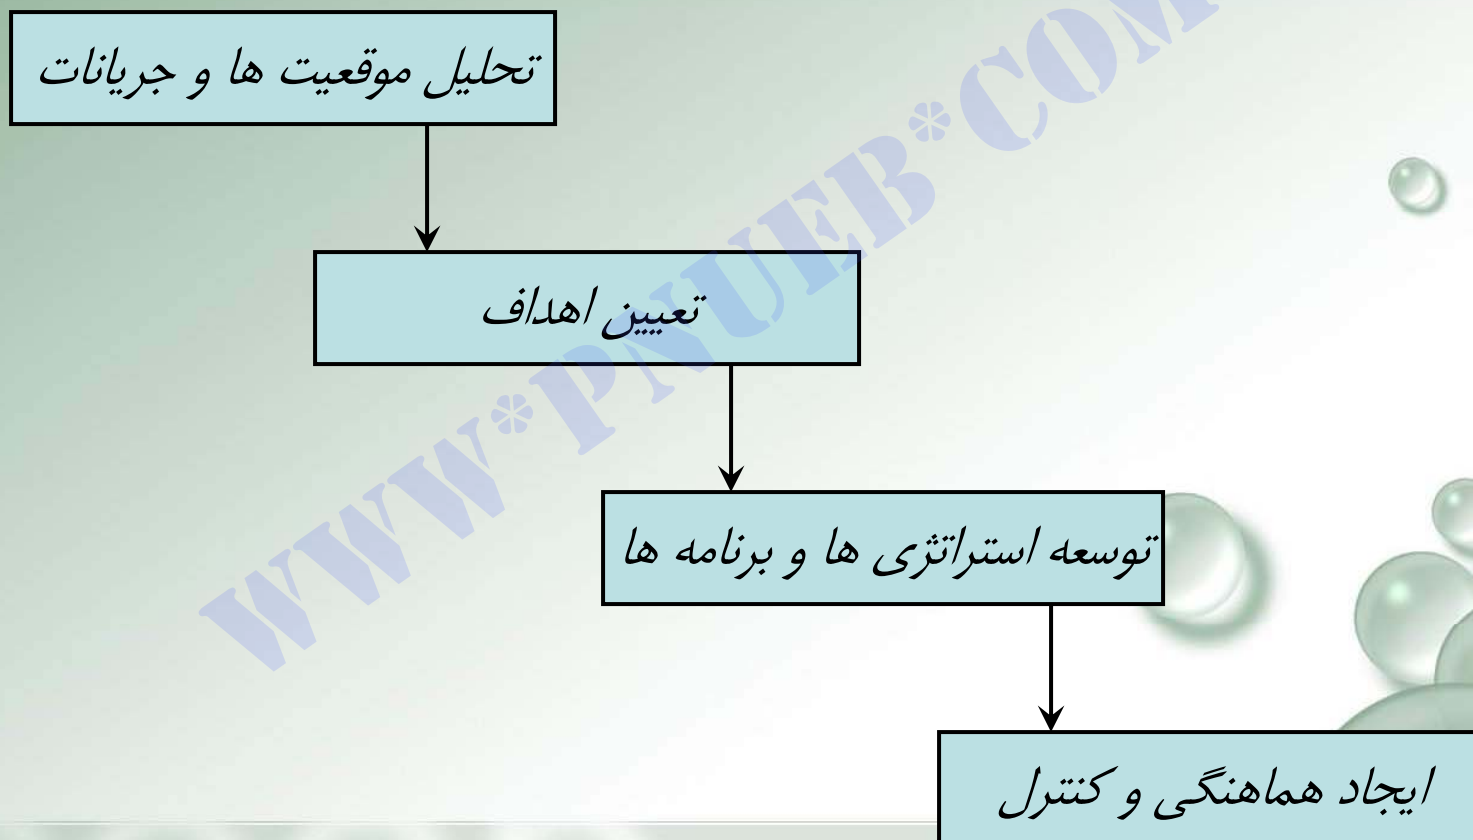 تحلیل موقعیت ها و جریانات
تعیین اهداف
توسعه استراتژی ها و برنامه ها
ایجاد هماهنگی و کنترل
WWW*PNUEB*COM